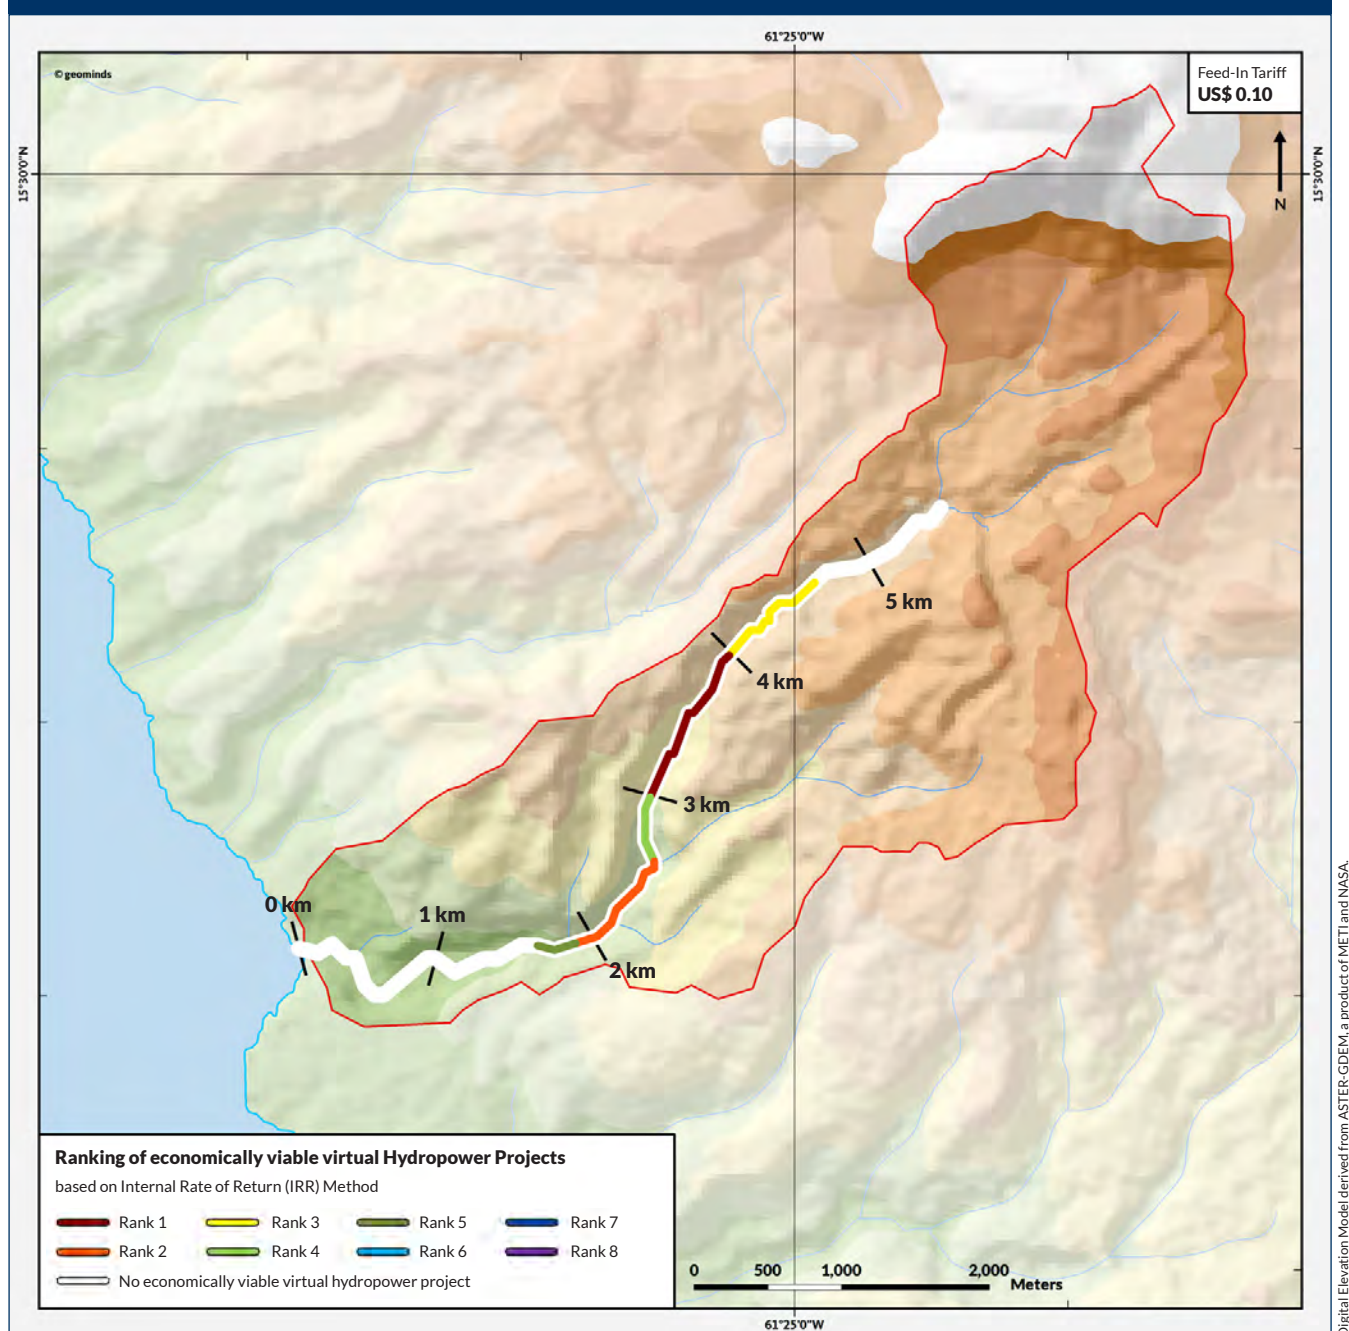 61°25'0"W
© geominds
Feed-In Tariff
US$ 0.10
15°30'0"N
15°30'0"N
N
5 km
4 km
3 km
0 km
1 km
2 km
Ranking of economically viable virtual Hydropower Projects
based on Internal Rate of Return (IRR) Method
Rank 1
Rank 3
Rank 5
Rank 7
Rank 2
Rank 4
Rank 6
Rank 8
No economically viable virtual hydropower project
0 500 1,000 2,000
Meters
61°25'0"W
Digital Elevation Model derived from ASTER-GDEM, a product of METI and NASA.